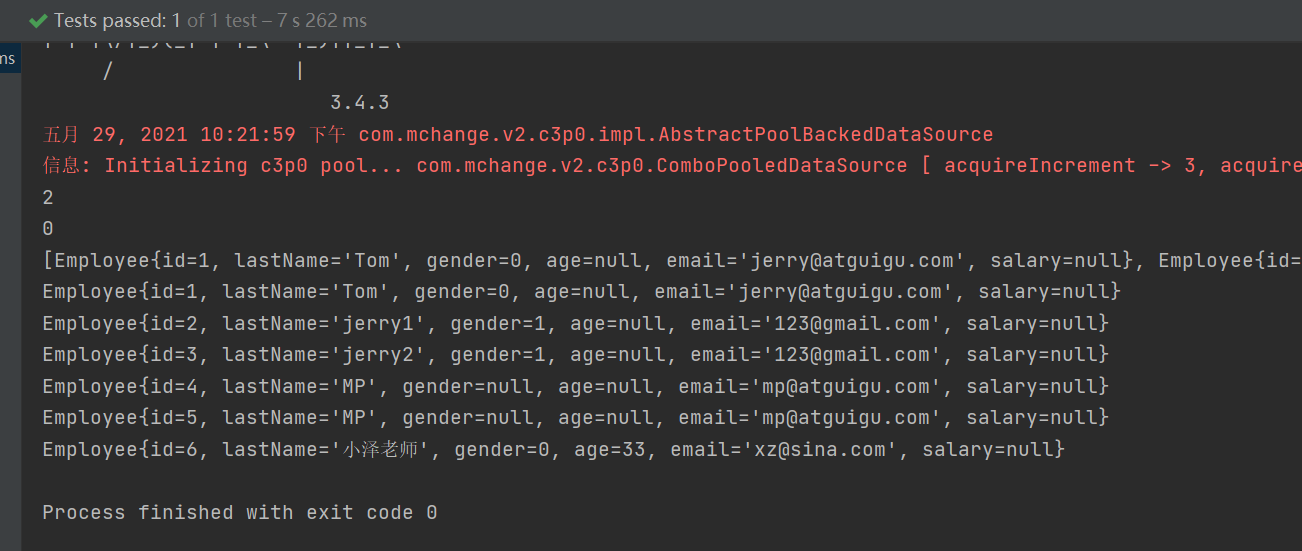 Tests passed: 1 of 1 test – 7 s 262 ms
ms
/ |
3.4.3
五月 29, 2021 10:21:59 下午 com.mchange.v2.c3p0.impl.AbstractPoolBackedDataSource
信息: Initializing c3p0 pool... com.mchange.v2.c3p0.ComboPooledDataSource [ acquireIncrement -> 3, acquire
2
0
[Employee{id=1, lastName='Tom', gender=0, age=null, email='jerry@atguigu.com', salary=null}, Employee{id=
Employee{id=1, lastName='Tom', gender=0, age=null, email='jerry@atguigu.com', salary=null}
Employee{id=2, lastName='jerry1', gender=1, age=null, email='123@gmail.com', salary=null}
Employee{id=3, lastName='jerry2', gender=1, age=null, email='123@gmail.com', salary=null}
Employee{id=4, lastName='MP', gender=null, age=null, email='mp@atguigu.com', salary=null}
Employee{id=5, lastName='MP', gender=null, age=null, email='mp@atguigu.com', salary=null}
Employee{id=6, lastName='小泽老师', gender=0, age=33, email='xz@sina.com', salary=null}
Process finished with exit code 0